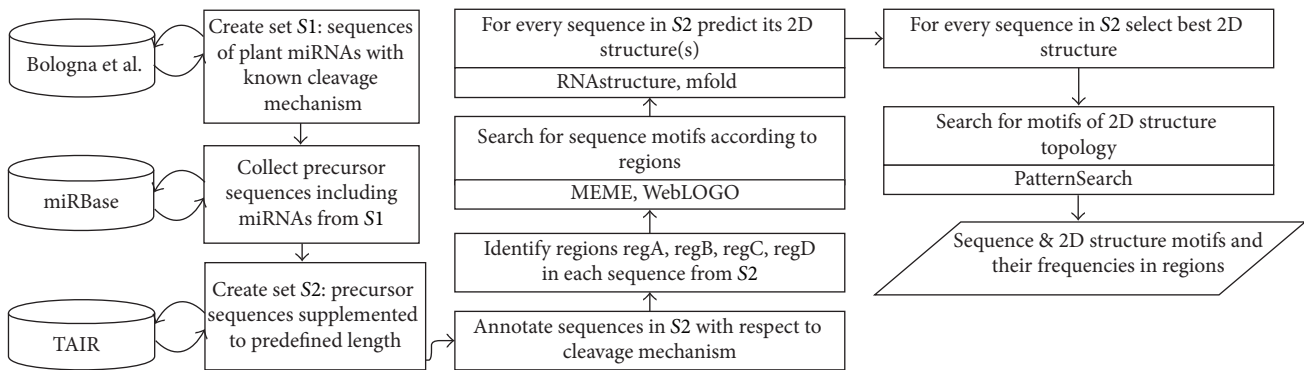 Bologna et al.
Create set S1: sequences
of plant miRNAs with
known cleavage
mechanism
miRBase
Collect precursor
sequences including
miRNAs from S1
TAIR
Create set S2: precursor
sequences supplemented
to predefined length
Annotate sequences in S2 with respect to
cleavage mechanism
Identify regions regA, regB, regC, regD
in each sequence from S2
Search for sequence motifs according to
regions
MEME, WebLOGO
For every sequence in S2 predict its 2D
structure(s)
RNAstructure, mfold
For every sequence in S2 select best 2D
structure
Search for motifs of 2D structure
topology
PatternSearch
Sequence & 2D structure motifs and
their frequencies in regions